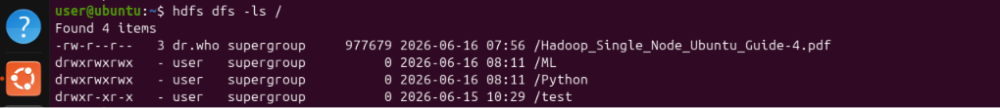 user@ubuntu:~$ hdfs dfs -ls /
Found 4 items
-rw-r--r--   3 dr.who supergroup     977679 2026-06-16 07:56 /Hadoop_Single_Node_Ubuntu_Guide-4.pdf
drwxrwxrwx   - user   supergroup          0 2026-06-16 08:11 /ML
drwxrwxrwx   - user   supergroup          0 2026-06-16 08:11 /Python
drwxr-xr-x   - user   supergroup          0 2026-06-15 10:29 /test